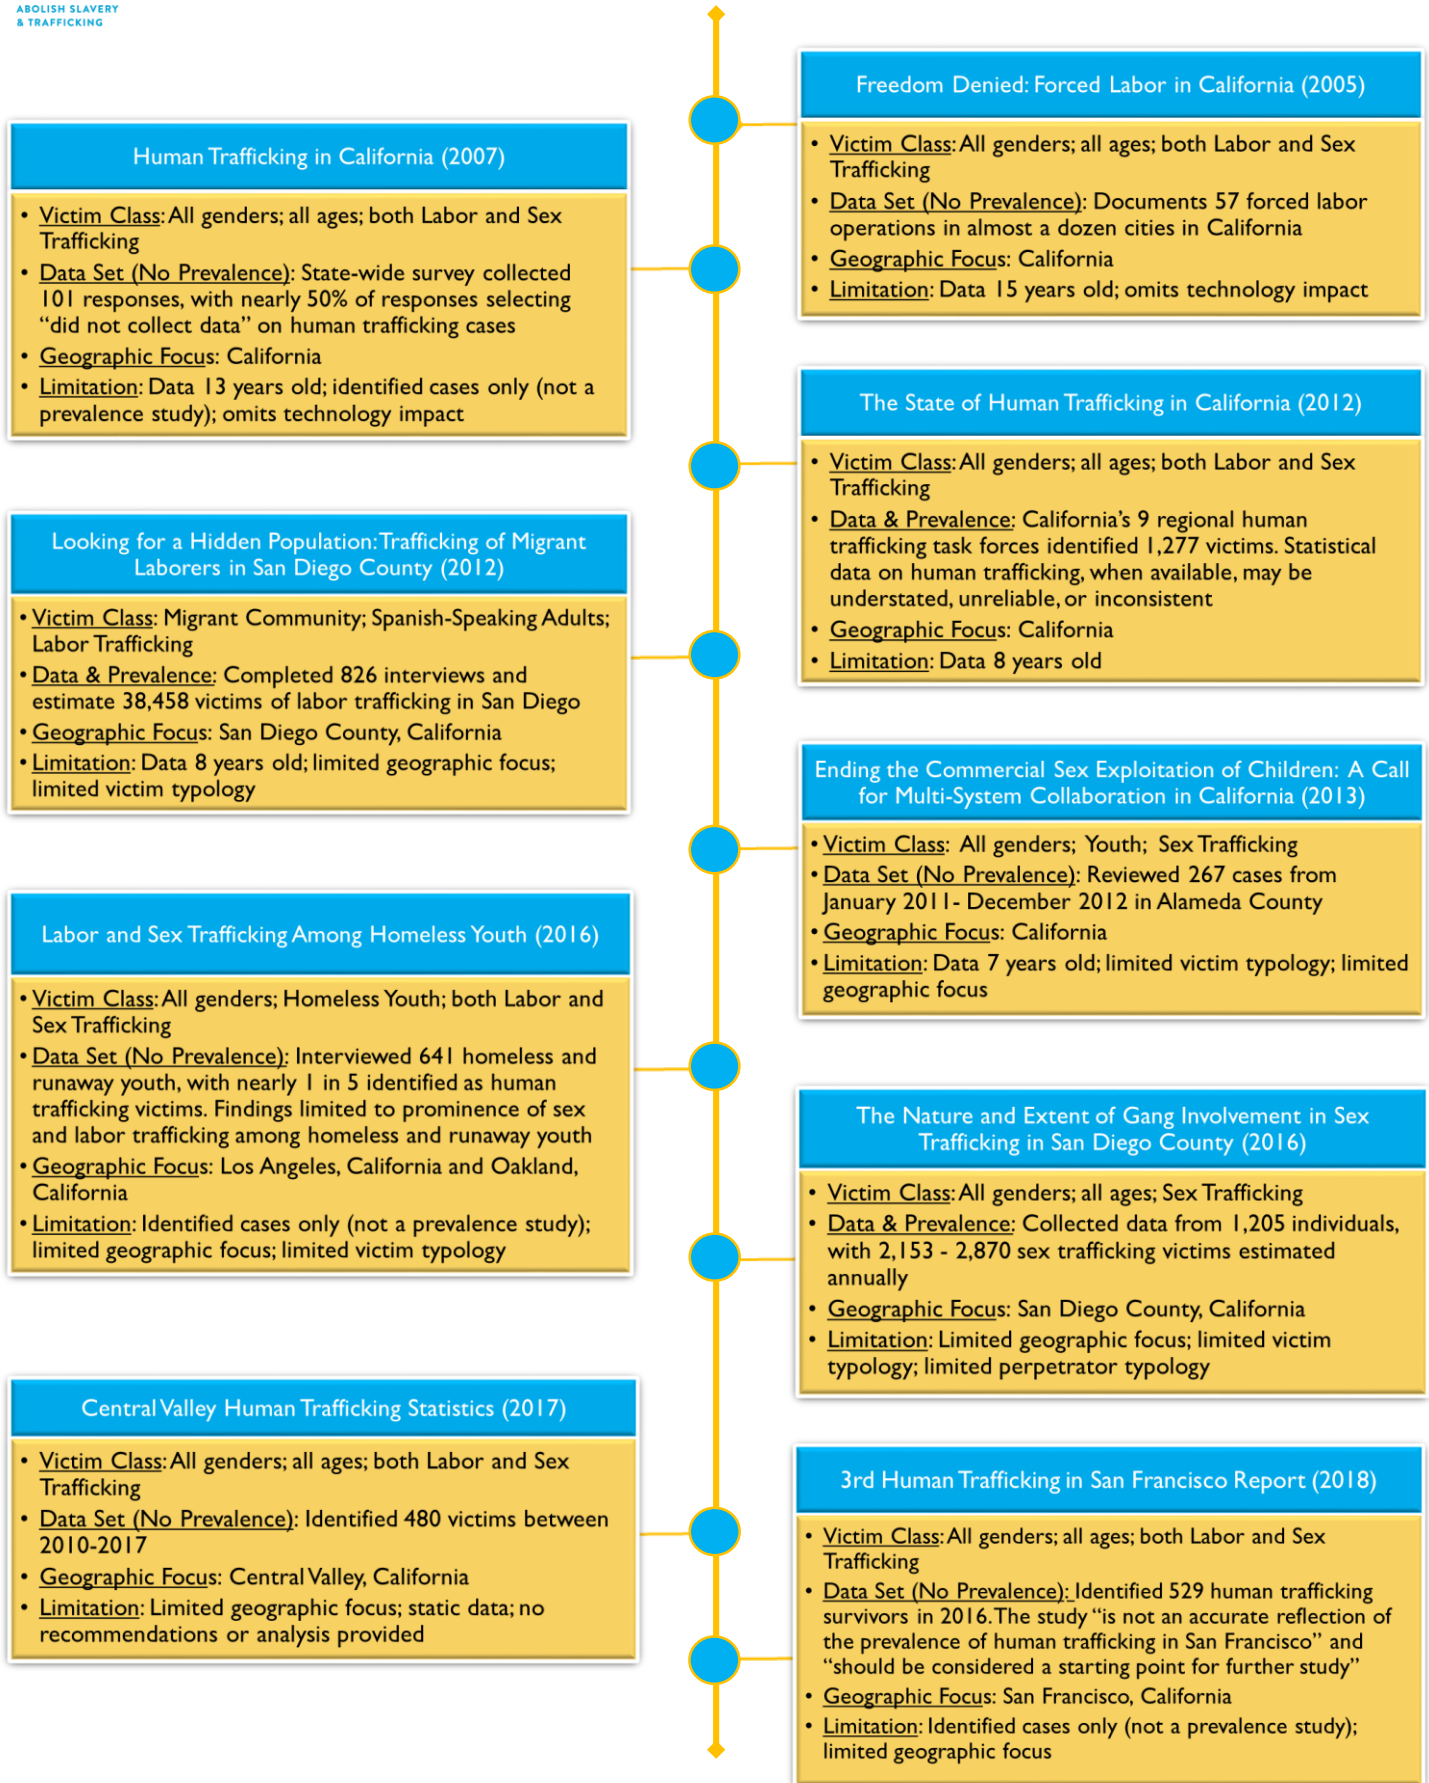 ABOLISH SLAVERY
& TRAFFICKING
Freedom Denied: Forced Labor in California (2005)
• Victim Class: All genders; all ages; both Labor and Sex
Trafficking
• Data Set (No Prevalence): Documents 57 forced labor
operations in almost a dozen cities in California
• Geographic Focus: California
• Limitation: Data 15 years old; omits technology impact
Human Trafficking in California (2007)
• Victim Class: All genders; all ages; both Labor and Sex
Trafficking
• Data Set (No Prevalence): State-wide survey collected
101 responses, with nearly 50% of responses selecting
“did not collect data” on human trafficking cases
• Geographic Focus: California
• Limitation: Data 13 years old; identified cases only (not a
prevalence study); omits technology impact
The State of Human Trafficking in California (2012)
• Victim Class: All genders; all ages; both Labor and Sex
Trafficking
• Data & Prevalence: California’s 9 regional human
trafficking task forces identified 1,277 victims. Statistical
data on human trafficking, when available, may be
understated, unreliable, or inconsistent
• Geographic Focus: California
• Limitation: Data 8 years old
Looking for a Hidden Population: Trafficking of Migrant
Laborers in San Diego County (2012)
• Victim Class: Migrant Community; Spanish-Speaking Adults;
Labor Trafficking
• Data & Prevalence: Completed 826 interviews and
estimate 38,458 victims of labor trafficking in San Diego
• Geographic Focus: San Diego County, California
• Limitation: Data 8 years old; limited geographic focus;
limited victim typology
Ending the Commercial Sex Exploitation of Children: A Call
for Multi-System Collaboration in California (2013)
• Victim Class: All genders; Youth; Sex Trafficking
• Data Set (No Prevalence): Reviewed 267 cases from
January 2011- December 2012 in Alameda County
• Geographic Focus: California
• Limitation: Data 7 years old; limited victim typology; limited
geographic focus
Labor and Sex Trafficking Among Homeless Youth (2016)
• Victim Class: All genders; Homeless Youth; both Labor and
Sex Trafficking
• Data Set (No Prevalence): Interviewed 641 homeless and
runaway youth, with nearly 1 in 5 identified as human
trafficking victims. Findings limited to prominence of sex
and labor trafficking among homeless and runaway youth
• Geographic Focus: Los Angeles, California and Oakland,
California
• Limitation: Identified cases only (not a prevalence study);
limited geographic focus; limited victim typology
The Nature and Extent of Gang Involvement in Sex
Trafficking in San Diego County (2016)
• Victim Class: All genders; all ages; Sex Trafficking
• Data & Prevalence: Collected data from 1,205 individuals,
with 2,153 - 2,870 sex trafficking victims estimated
annually
• Geographic Focus: San Diego County, California
• Limitation: Limited geographic focus; limited victim
typology; limited perpetrator typology
Central Valley Human Trafficking Statistics (2017)
• Victim Class: All genders; all ages; both Labor and Sex
Trafficking
• Data Set (No Prevalence): Identified 480 victims between
2010-2017
• Geographic Focus: Central Valley, California
• Limitation: Limited geographic focus; static data; no
recommendations or analysis provided
3rd Human Trafficking in San Francisco Report (2018)
• Victim Class: All genders; all ages; both Labor and Sex
Trafficking
• Data Set (No Prevalence): Identified 529 human trafficking
survivors in 2016. The study “is not an accurate reflection of
the prevalence of human trafficking in San Francisco” and
“should be considered a starting point for further study”
• Geographic Focus: San Francisco, California
• Limitation: Identified cases only (not a prevalence study);
limited geographic focus